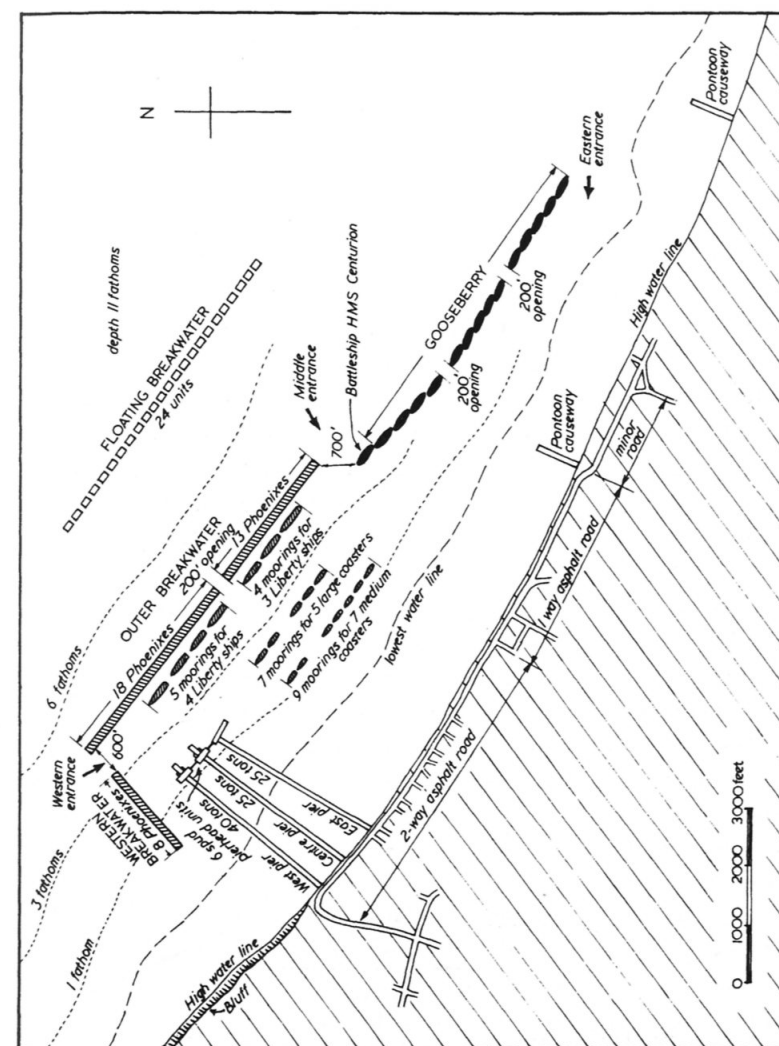 N
depth 11 fathoms
FLOATING BREAKWATER
24 units
Middle
entrance
Battleship HMS Centurion
GOOSEBERRY
Eastern
entrance
Pontoon
causeway
200'
opening
200'
opening
700'
6 fathoms
OUTER BREAKWATER
18 Phoenixes
200' opening
13 Phoenixes
5 moorings for
4 Liberty ships
4 moorings for
3 Liberty ships
7 moorings for 5 large coasters
9 moorings for 7 medium
coasters
lowest water line
High water line
Pontoon
causeway
minor
road
1way asphalt road
2-way asphalt road
Western
entrance
600'
WESTERN
BREAKWATER
8 Phoenixes
3 fathoms
1 fathom
6 spud
pierhead units
40 tons
25 tons
25 tons
West pier
Centre pier
East pier
High water line
Bluff
0 1000 2000 3000 feet